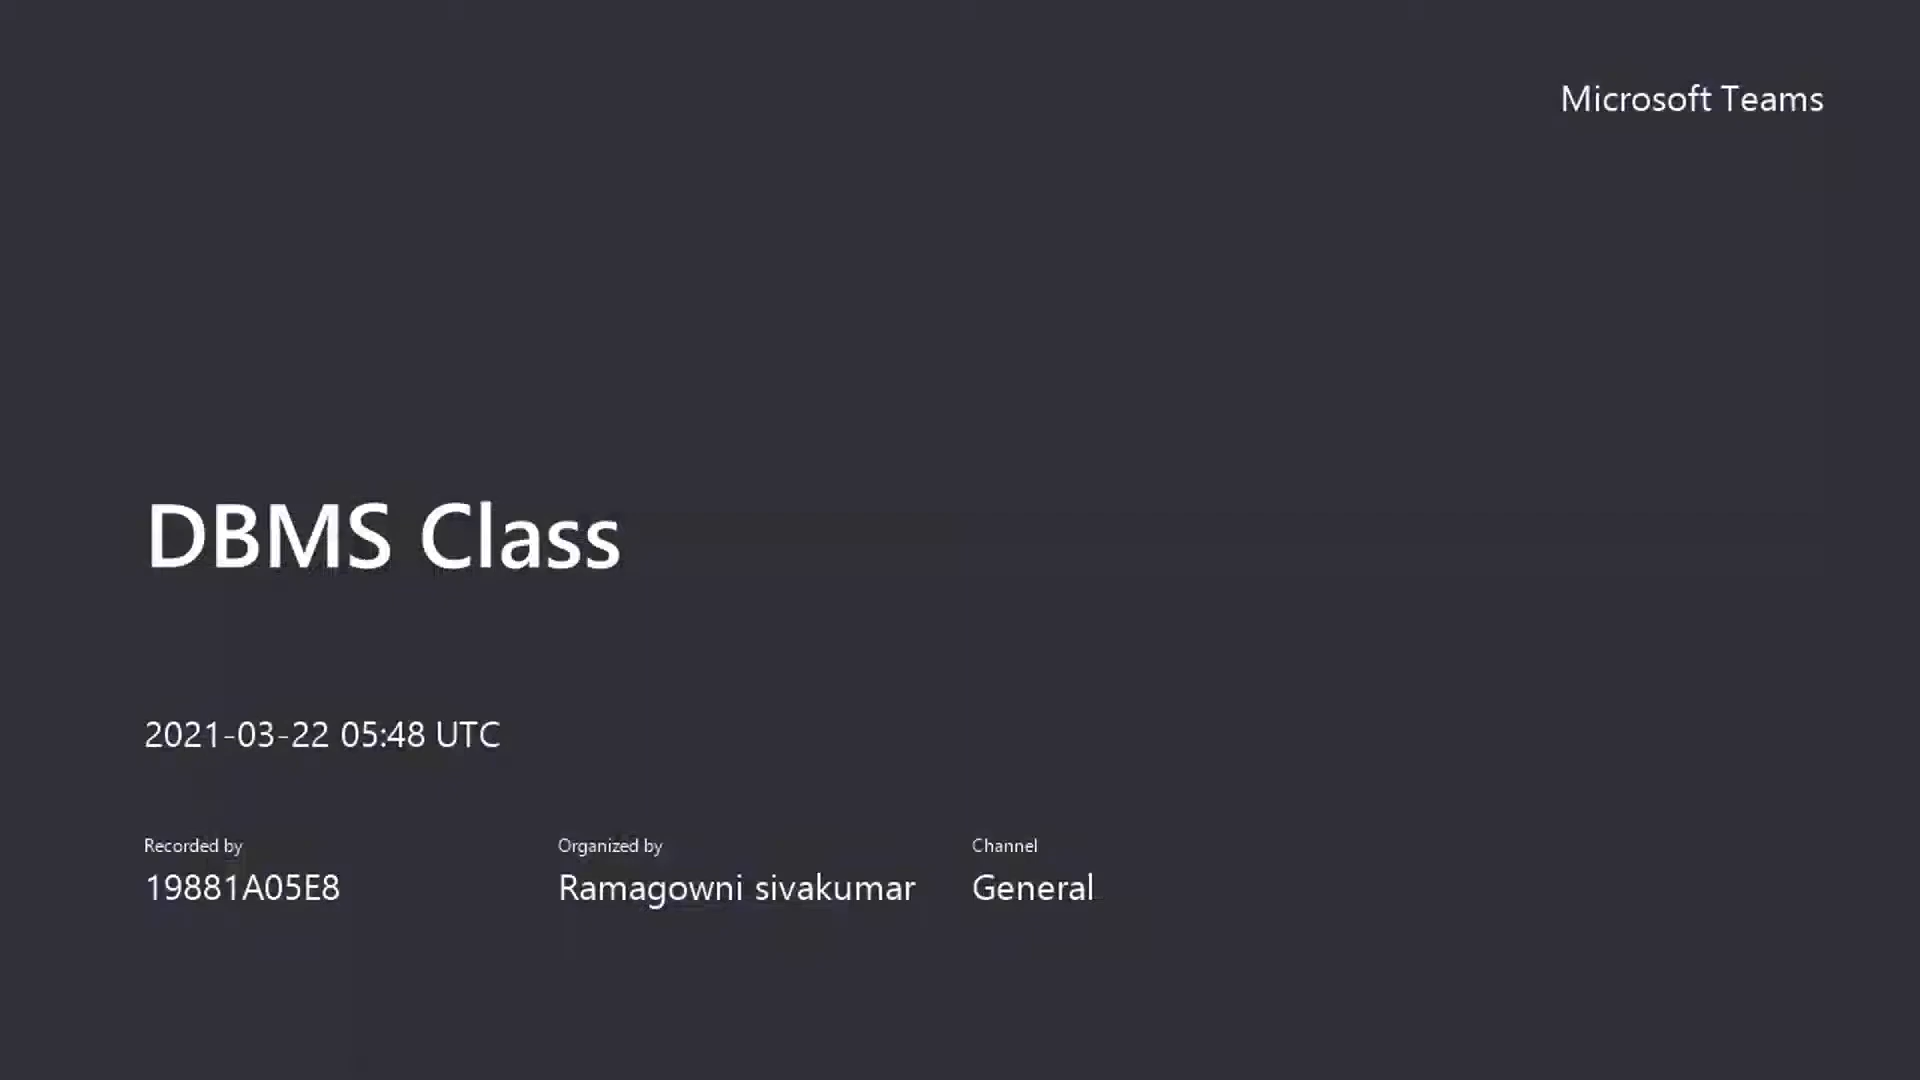 Microsoft Teams
DBMS Class
2021-03-22 05:48 UTC
Recorded by
19881A05E8
Organized by
Ramagowni sivakumar
Channel
General